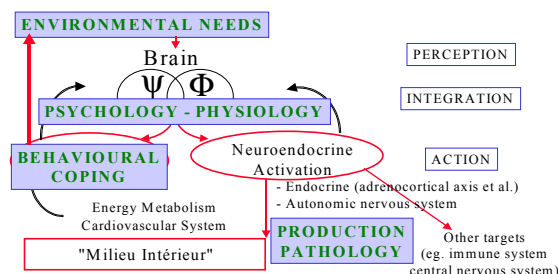 ENVIRONMENTAL NEEDS
Brain
Ψ Φ
PERCEPTION
INTEGRATION
PSYCHOLOGY - PHYSIOLOGY
BEHAVIOURAL
COPING
Neuroendocrine
Activation
ACTION
- Endocrine (adrenocortical axis et al.)
- Autonomic nervous system
Energy Metabolism
Cardiovascular System
PRODUCTION
PATHOLOGY
"Milieu Intérieur"
Other targets
(eg. immune system
central nervous system)